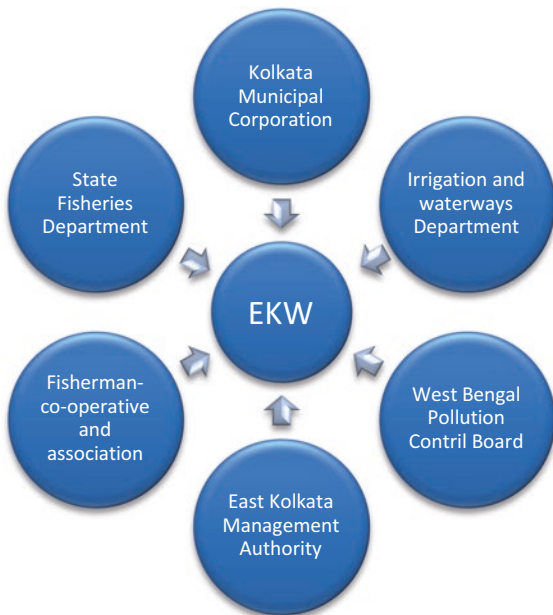 Kolkata
Municipal
Corporation
State
Fisheries
Department
Irrigation and
waterways
Department
EKW
Fisherman-
co-operative
and
association
West Bengal
Pollution
Contril Board
East Kolkata
Management
Authority